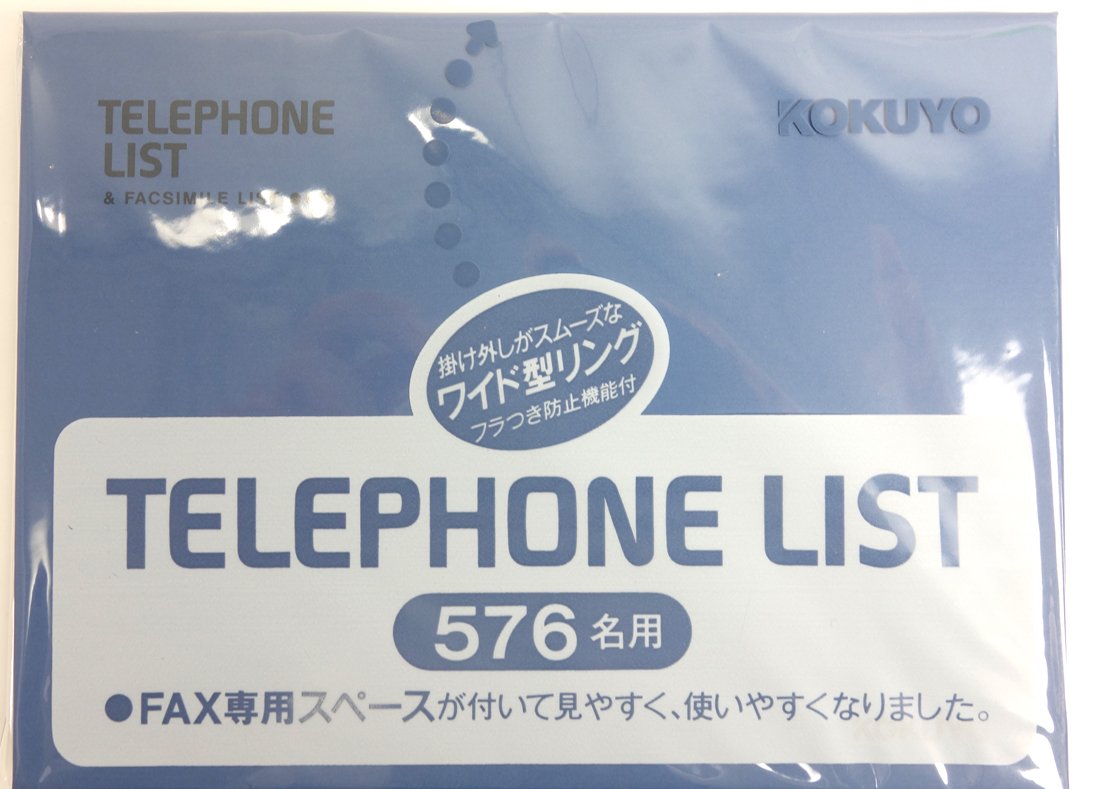 TELEPHONE
LIST
& FACSIMILE LIST
KOKUYO
掛け外しがスムーズな
ワイド型リング
フラつき防止機能付
TELEPHONE LIST
576名用
●FAX専用スペースが付いて見やすく、使いやすくなりました。